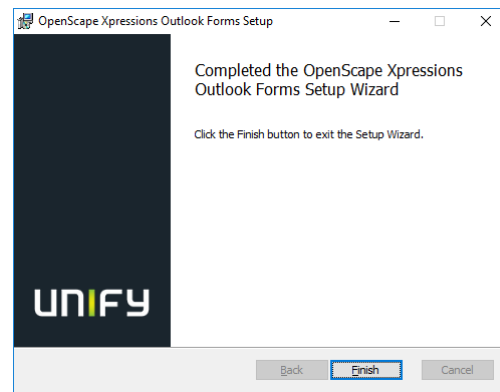 OpenScape Xpressions Outlook Forms Setup
Completed the OpenScape Xpressions
Outlook Forms Setup Wizard
Click the Finish button to exit the Setup Wizard.
UNIFY
Back
Finish
Cancel